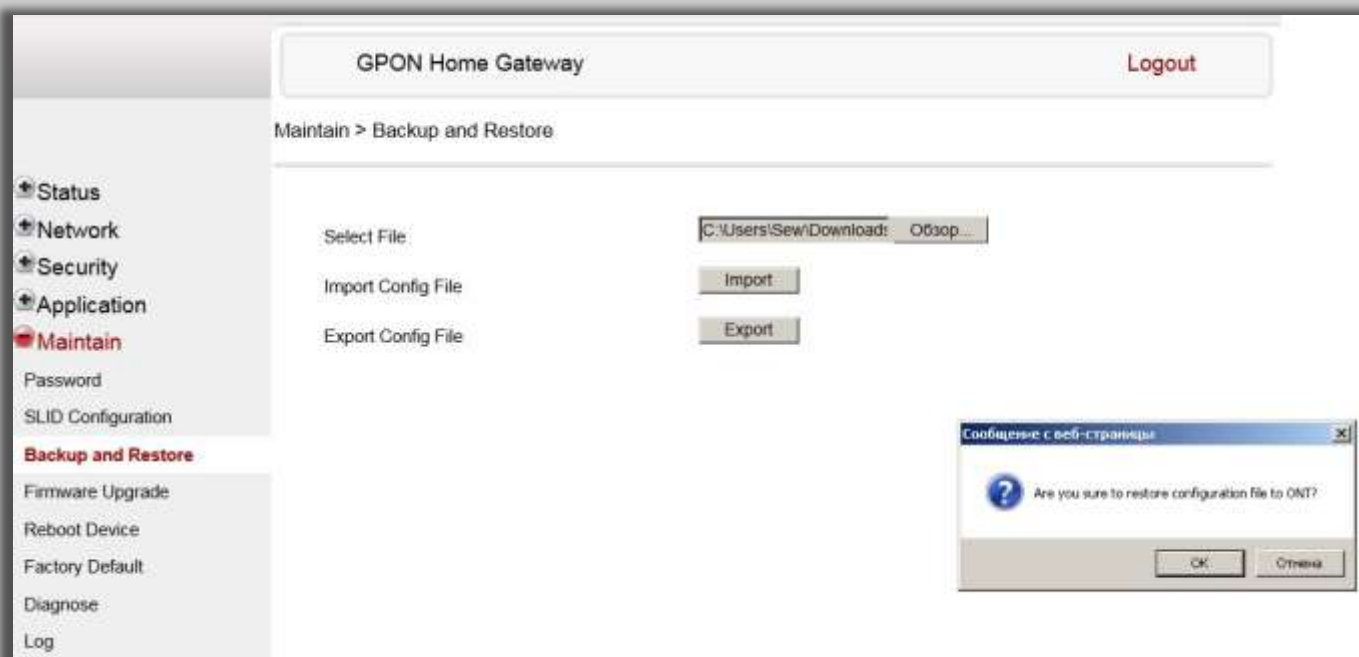 GPON Home Gateway
Logout
Maintain > Backup and Restore
Status
Network
Security
Application
Maintain
Password
SLID Configuration
Backup and Restore
Firmware Upgrade
Reboot Device
Factory Default
Diagnose
Log
Select File
C:\Users\Sew\Downloads Обзор...
Import Config File
Import
Export Config File
Export
Сообщение с веб-страницы
Are you sure to restore configuration file to ONT?
OK
Отмена